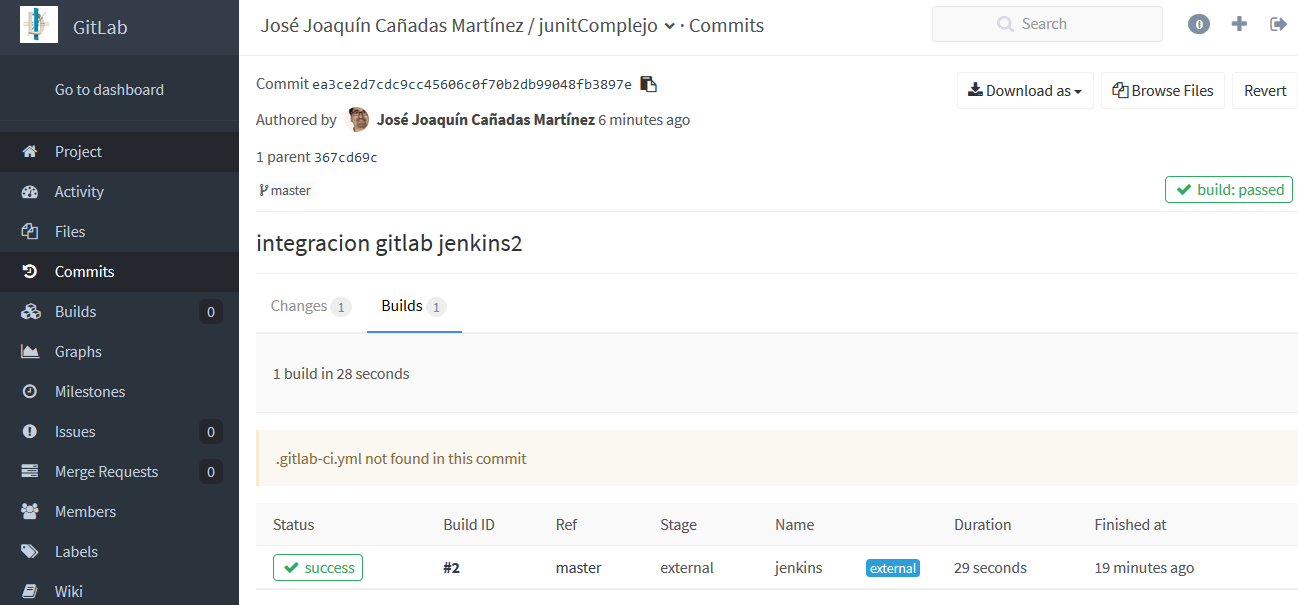 GitLab
José Joaquín Cañadas Martínez / junitComplejo · Commits
Search
0
Go to dashboard
Project
Activity
Files
Commits
Builds 0
Graphs
Milestones
Issues 0
Merge Requests 0
Members
Labels
Wiki
Commit ea3ce2d7cdc9cc45606c0f70b2db99048fb3897e
Download as
Browse Files
Revert
Authored by José Joaquín Cañadas Martínez 6 minutes ago
1 parent 367cd69c
master
build: passed
integracion gitlab jenkins2
Changes 1 Builds 1
1 build in 28 seconds
.gitlab-ci.yml not found in this commit
Status Build ID Ref Stage Name Duration Finished at
success #2 master external jenkins external 29 seconds 19 minutes ago